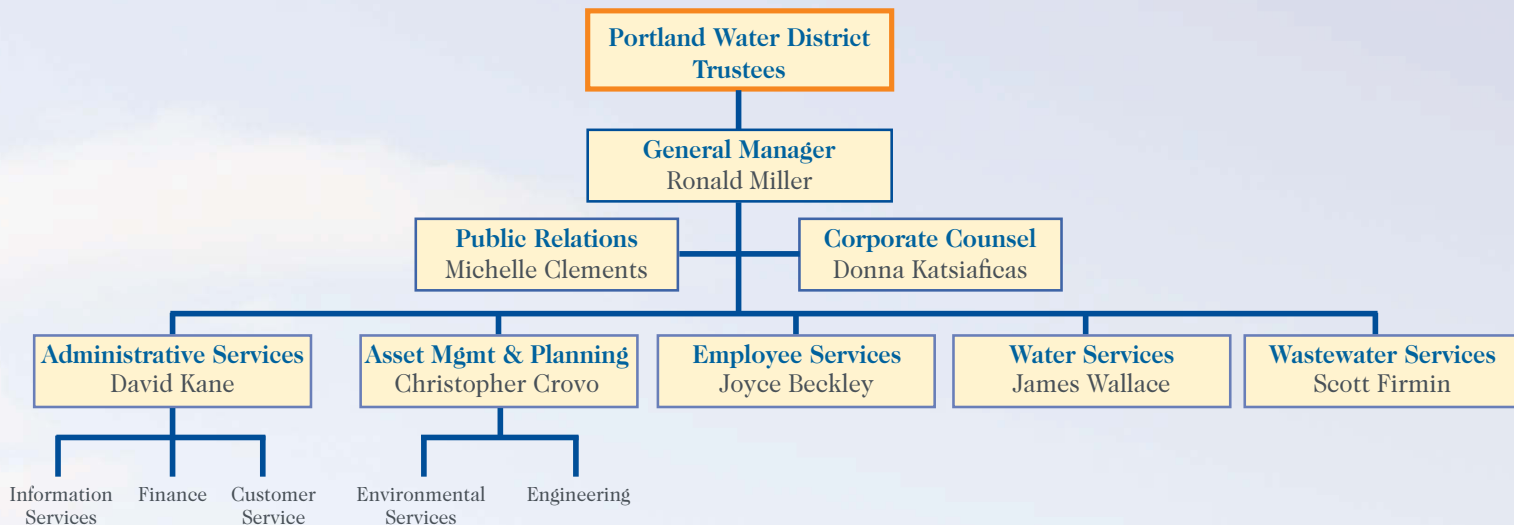 Portland Water District
Trustees
General Manager
Ronald Miller
Public Relations
Michelle Clements
Corporate Counsel
Donna Katsiaficas
Administrative Services
David Kane
Asset Mgmt & Planning
Christopher Crovo
Employee Services
Joyce Beckley
Water Services
James Wallace
Wastewater Services
Scott Firmin
Information
Services
Finance
Customer
Service
Environmental
Services
Engineering